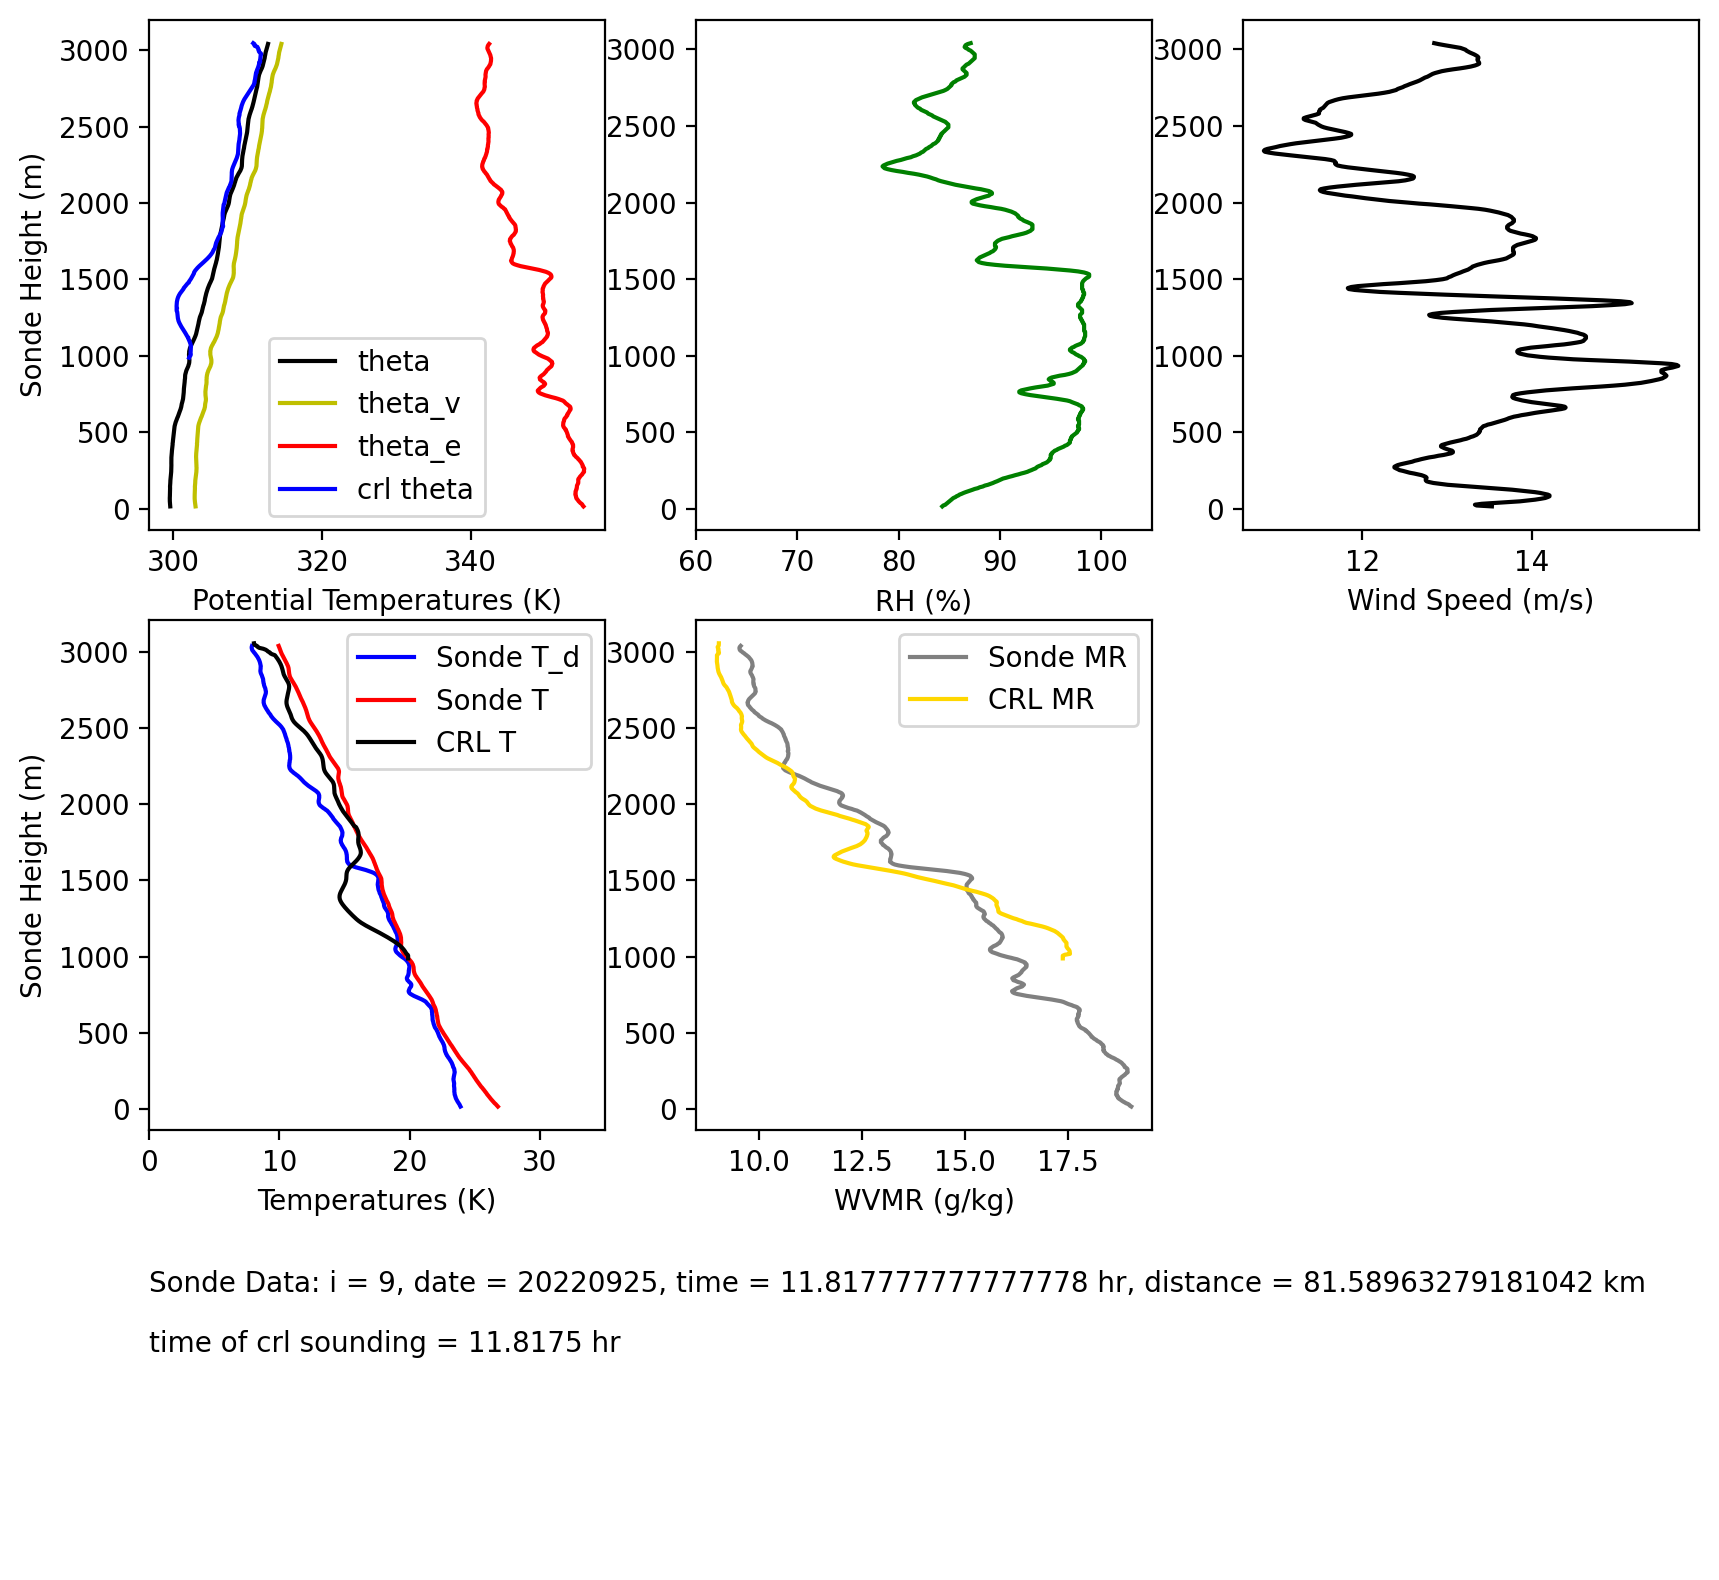 3000
2500
2000
1500
1000
500
0
Sonde Height (m)
theta
theta_v
theta_e
crl theta
300 320 340
Potential Temperatures (K)
3000
2500
2000
1500
1000
500
0
60 70 80 90 100
RH (%)
3000
2500
2000
1500
1000
500
0
12 14
Wind Speed (m/s)
3000
2500
2000
1500
1000
500
0
Sonde Height (m)
Sonde T_d
Sonde T
CRL T
0 10 20 30
Temperatures (K)
3000
2500
2000
1500
1000
500
0
Sonde MR
CRL MR
10.0 12.5 15.0 17.5
WVMR (g/kg)
Sonde Data: i = 9, date = 20220925, time = 11.817777777777778 hr, distance = 81.58963279181042 km
time of crl sounding = 11.8175 hr